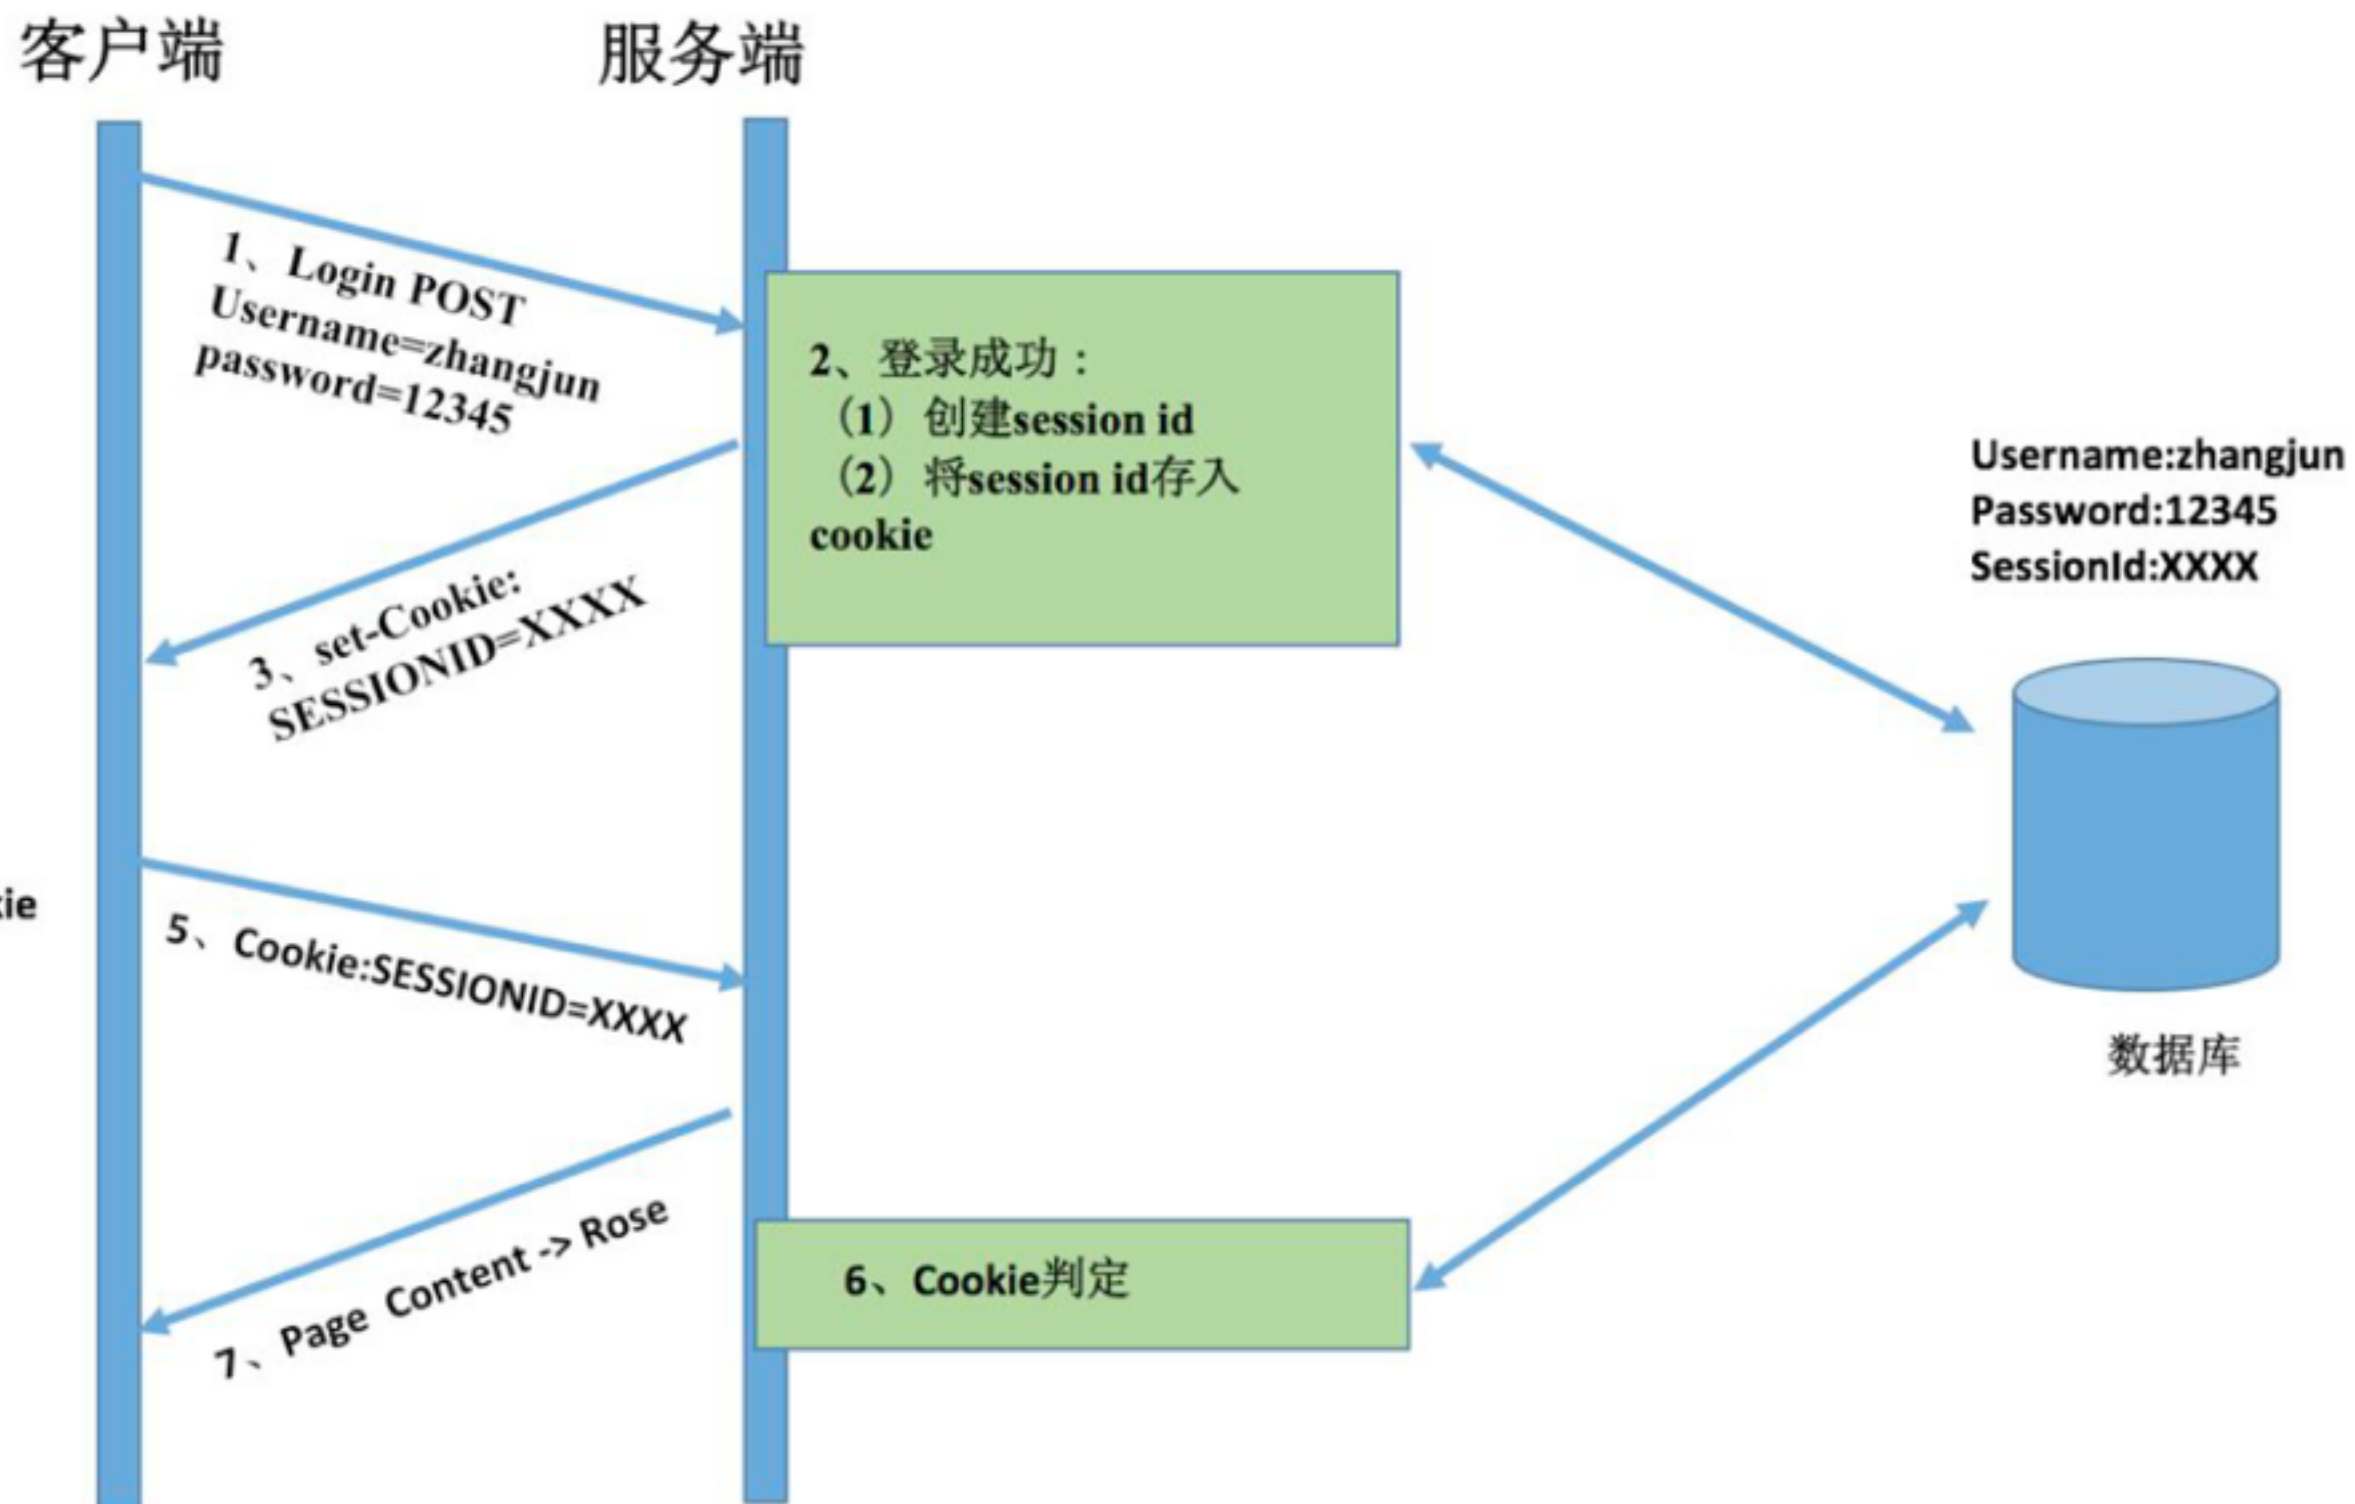 客户端
服务端
1、Login POST
Username=zhangjun
password=12345
2、登录成功：
（1）创建session id
（2）将session id存入
cookie
Username:zhangjun
Password:12345
SessionId:XXXX
3、set-Cookie:
SESSIONID=XXXX
5、Cookie:SESSIONID=XXXX
数据库
6、Cookie判定
7、Page Content -> Rose